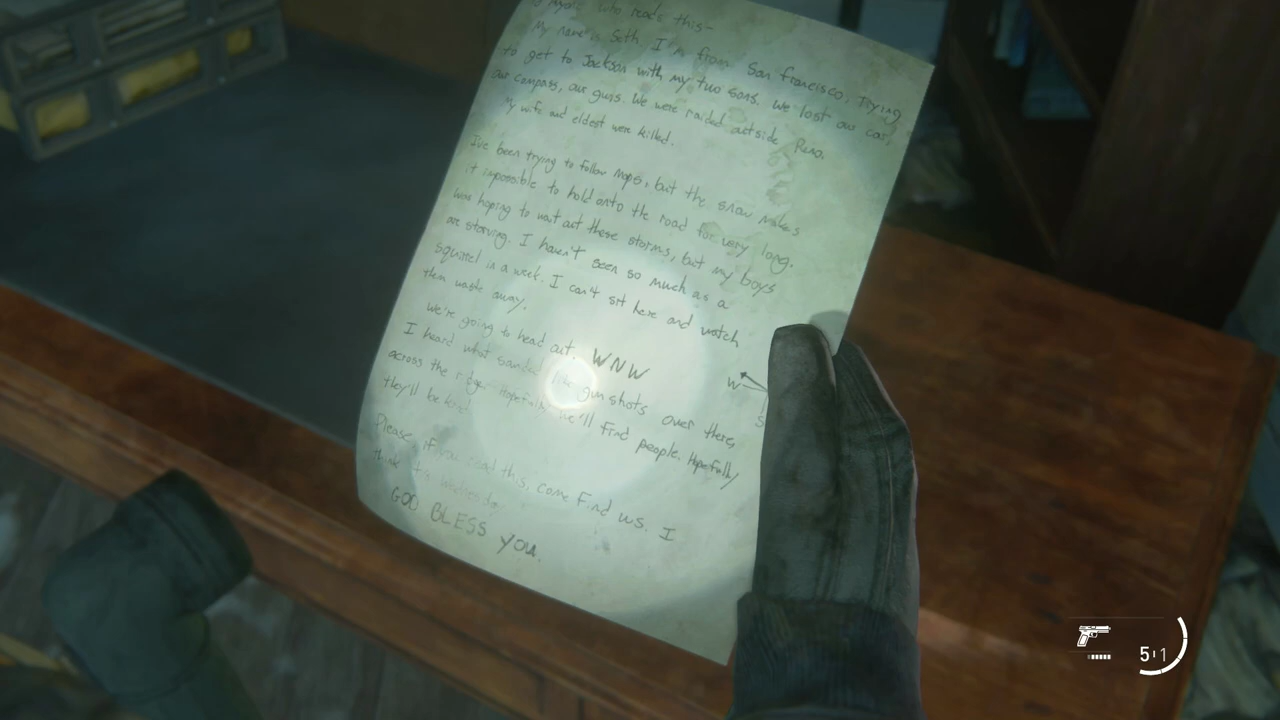 who reads this-
My name is Seth. I'm from San Francisco, trying
to get to Jackson with my two sons. We lost our car,
our compass, our guns. We were raided outside Reno.
My wife and eldest were killed.
I've been trying to follow maps, but the snow makes
it impossible to hold onto the road for very long.
was hoping to wait out these storms, but my boys
are starving. I haven't seen so much as a
squirrel in a week. I can't sit here and watch
them waste away.
We're going to head out. WNW
I heard what sounded like gunshots over there,
across the ridge. Hopefully we'll find people. Hopefully
they'll be kind.
W
S
Please, if you read this, come find us. I
think it's Wednesday.
GOD BLESS YOU.
5 1